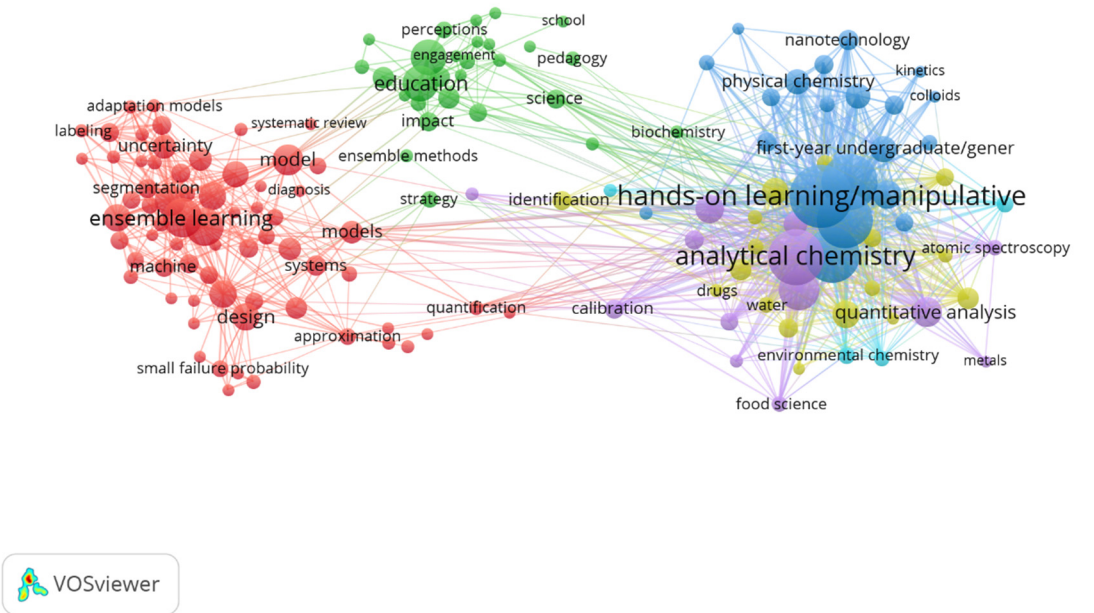 school
perceptions
nanotechnology
engagement
pedagogy
kinetics
education
physical chemistry
colloids
science
adaptation models
impact
systematic review
labeling
biochemistry
uncertainty
first-year undergraduate/gener
model
ensemble methods
segmentation
diagnosis
hands-on learning/manipulative
strategy
identification
ensemble learning
models
atomic spectroscopy
analytical chemistry
machine
systems
drugs
water
quantification
calibration
quantitative analysis
design
approximation
environmental chemistry
metals
small failure probability
food science
VOSviewer